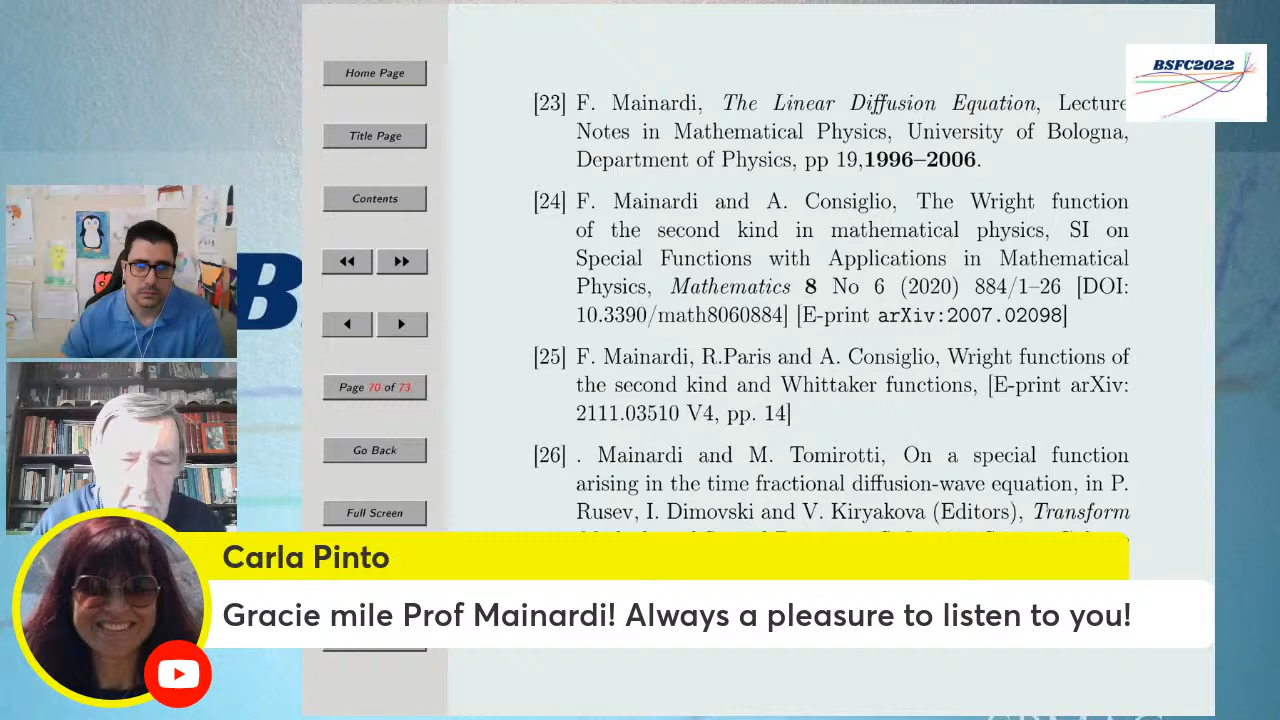 Home Page
Title Page
Contents
Page 70 of 73
Go Back
Full Screen
BSFC2022
B
[23] F. Mainardi, The Linear Diffusion Equation, Lecture
Notes in Mathematical Physics, University of Bologna,
Department of Physics, pp 19,1996–2006.
[24] F. Mainardi and A. Consiglio, The Wright function
of the second kind in mathematical physics, SI on
Special Functions with Applications in Mathematical
Physics, Mathematics 8 No 6 (2020) 884/1–26 [DOI:
10.3390/math8060884] [E-print arXiv:2007.02098]
[25] F. Mainardi, R.Paris and A. Consiglio, Wright functions of
the second kind and Whittaker functions, [E-print arXiv:
2111.03510 V4, pp. 14]
[26] . Mainardi and M. Tomirotti, On a special function
arising in the time fractional diffusion-wave equation, in P.
Rusev, I. Dimovski and V. Kiryakova (Editors), Transform
Carla Pinto
Gracie mile Prof Mainardi! Always a pleasure to listen to you!